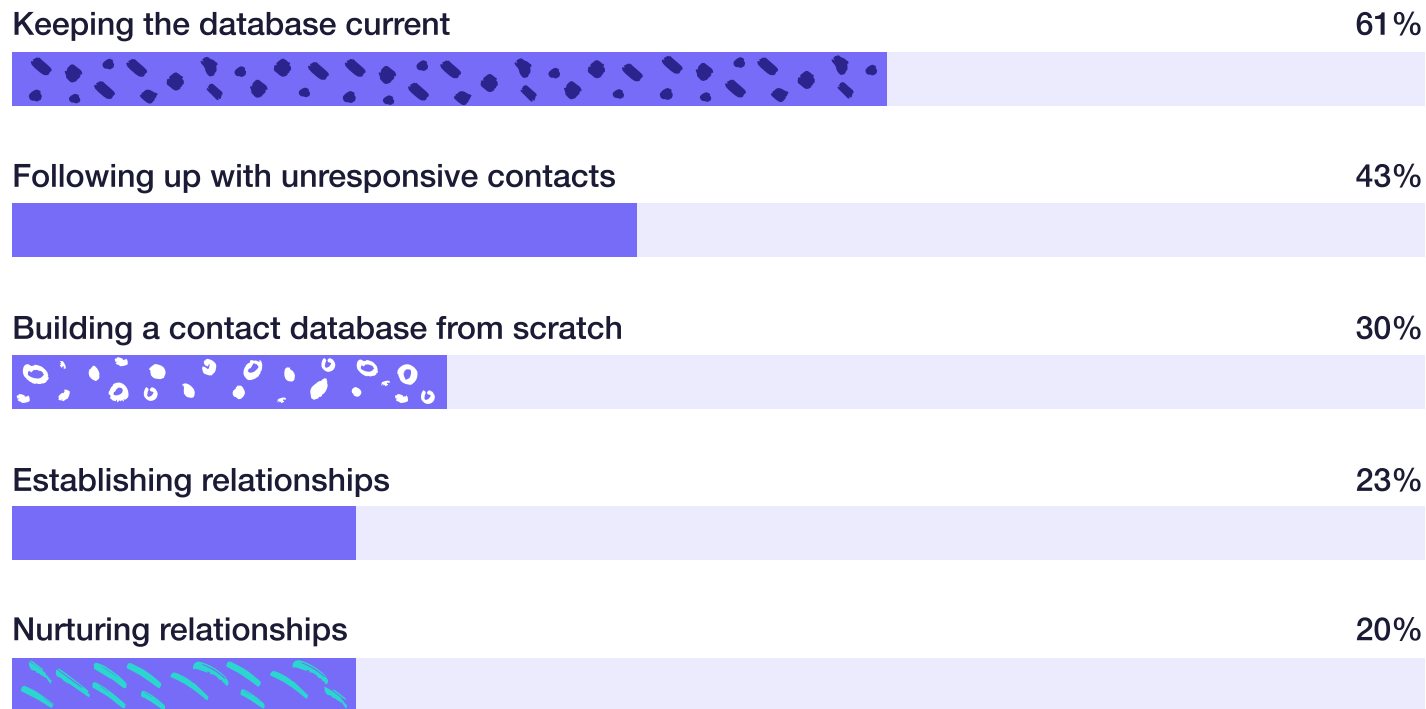 Keeping the database current 61%
Following up with unresponsive contacts 43%
Building a contact database from scratch 30%
Establishing relationships 23%
Nurturing relationships 20%